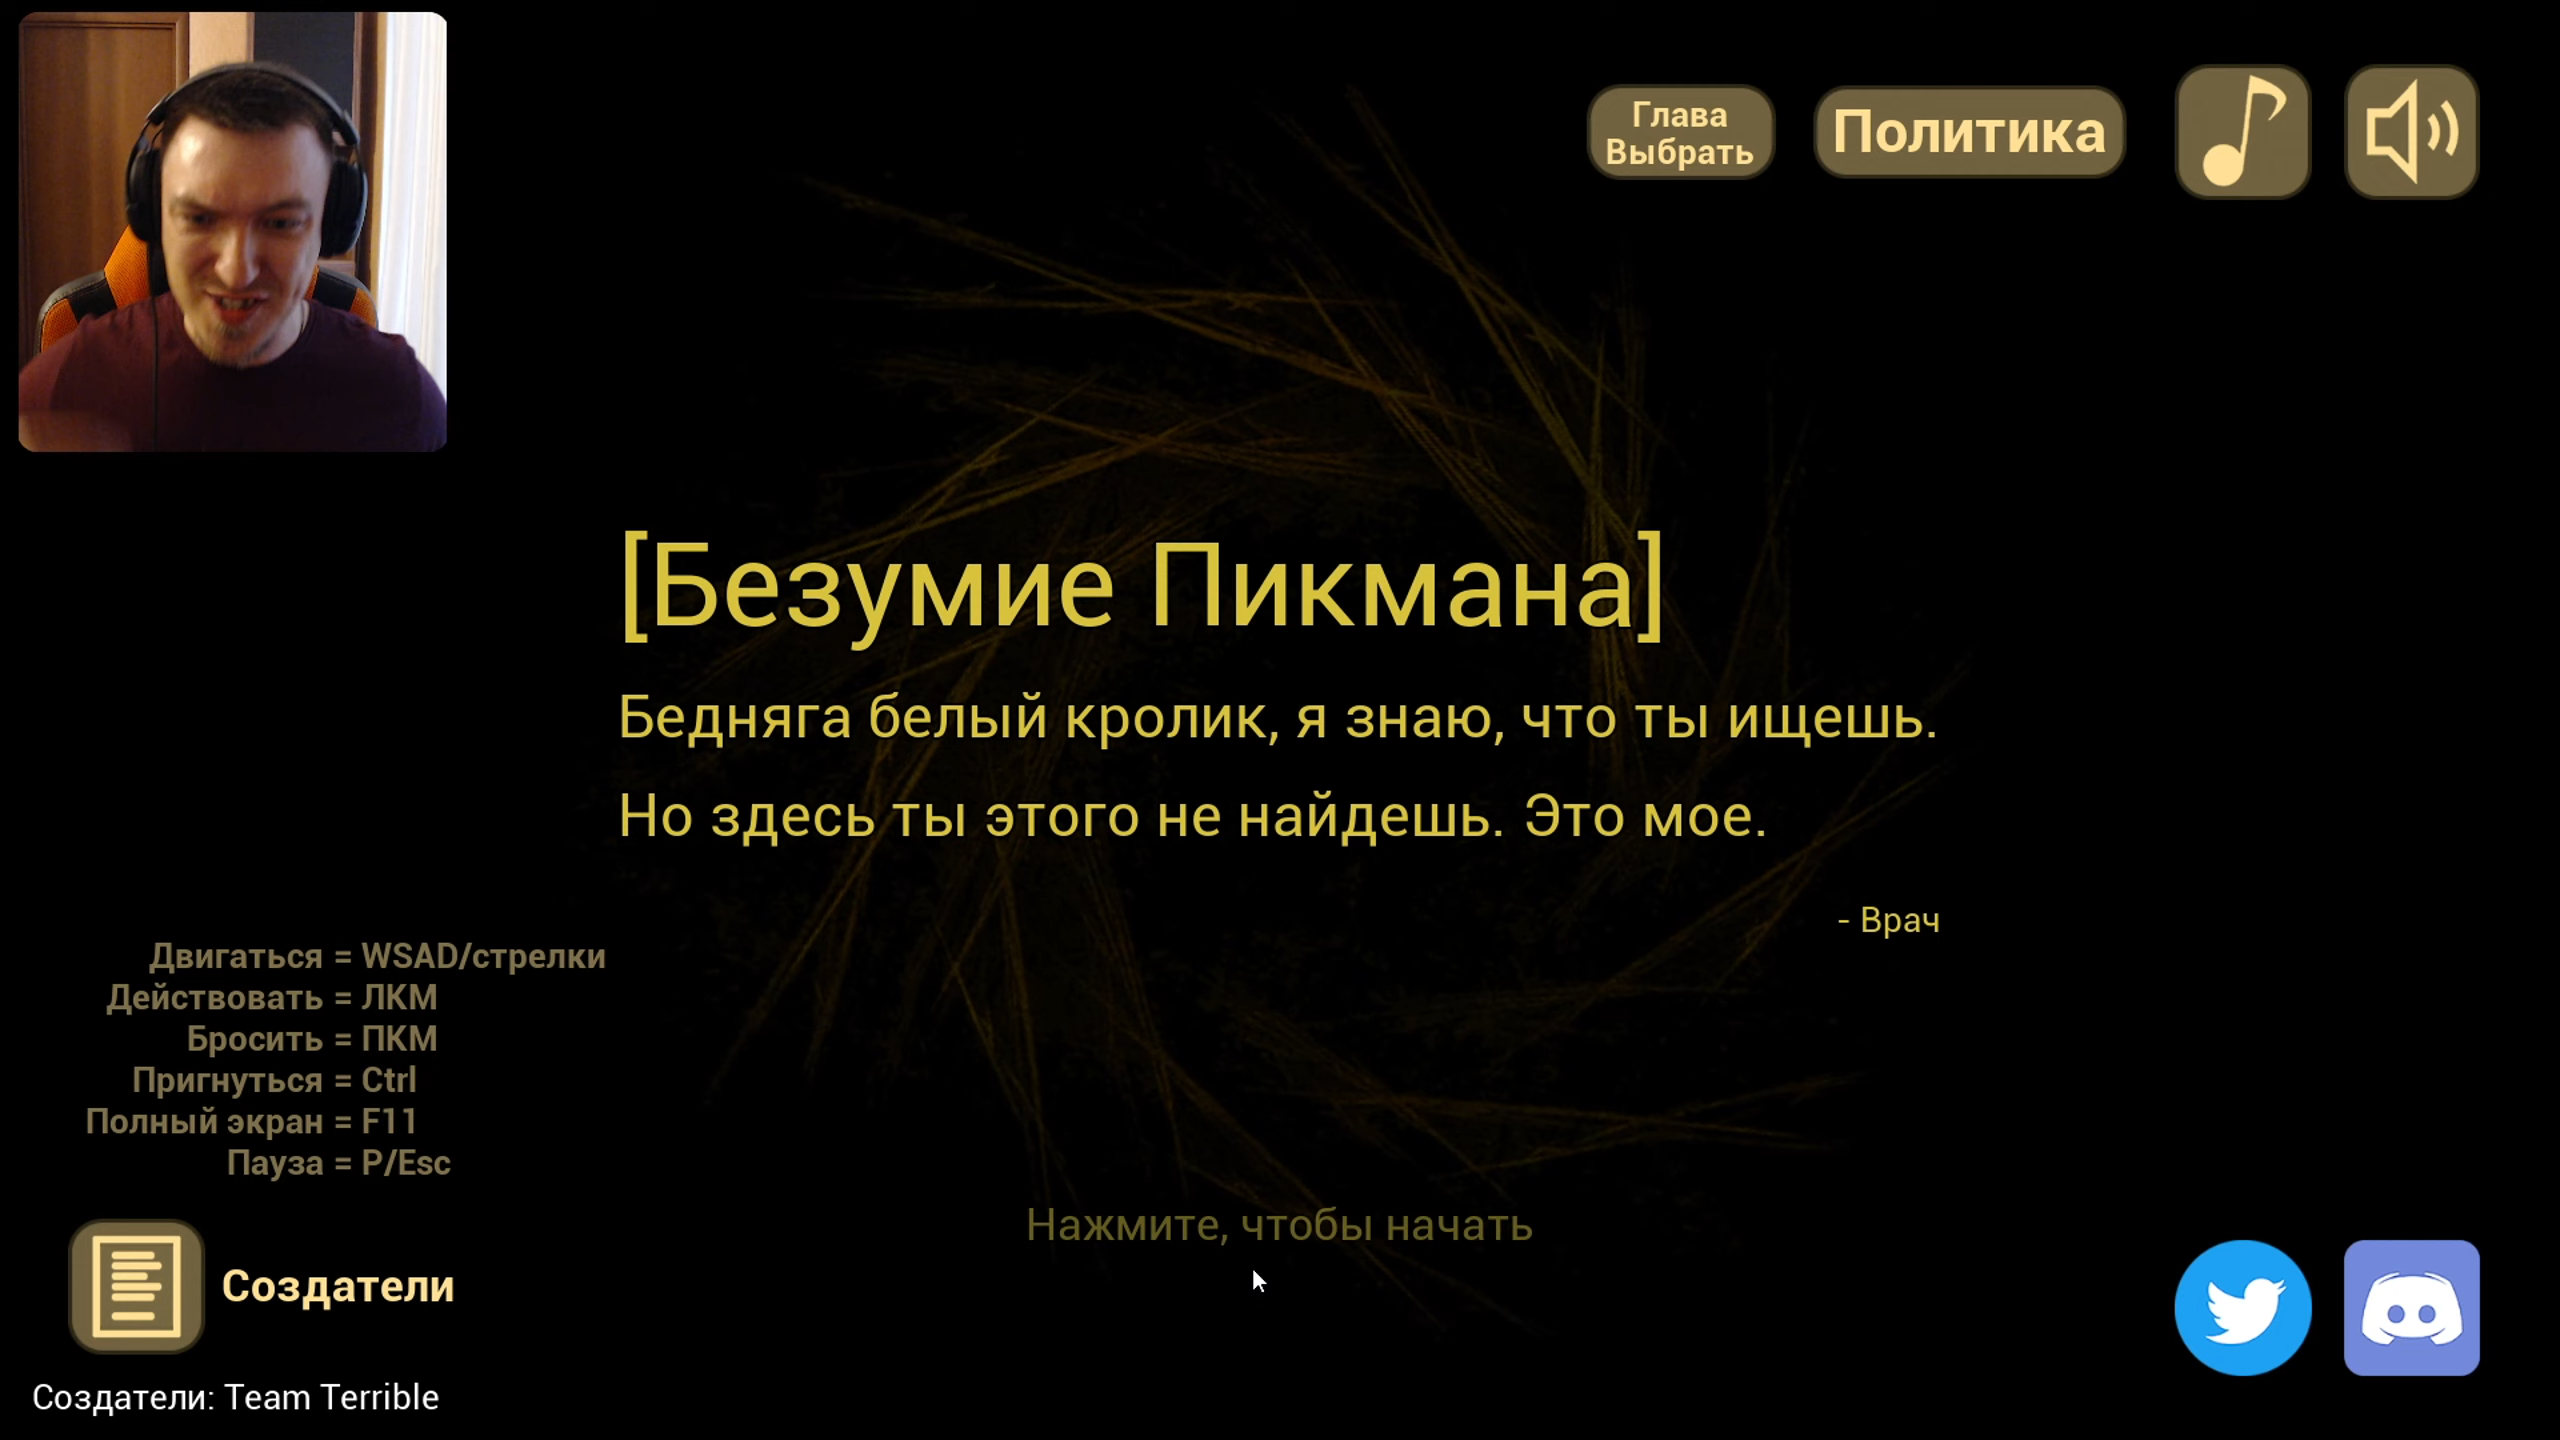 Глава
Выбрать
Политика
[Безумие Пикмана]
Бедняга белый кролик, я знаю, что ты ищешь.
Но здесь ты этого не найдешь. Это мое.
- Врач
Двигаться = WSAD/стрелки
Действовать = ЛКМ
Бросить = ПКМ
Пригнуться = Ctrl
Полный экран = F11
Пауза = P/Esc
Нажмите, чтобы начать
Создатели
Создатели: Team Terrible